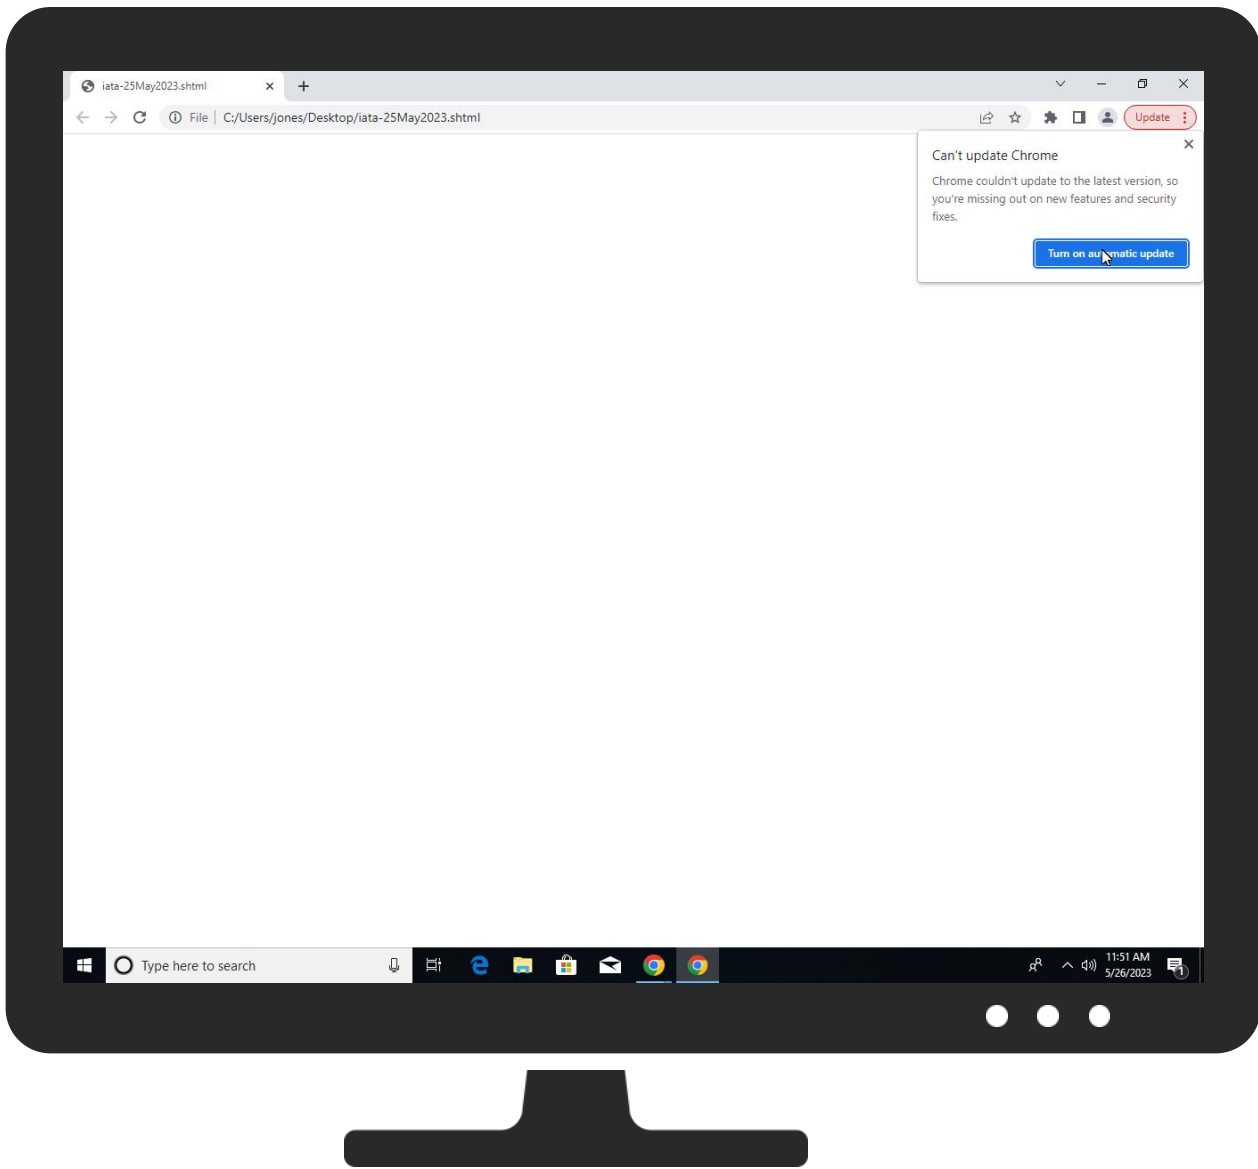 iata-25May2023.shtml
File | C:/Users/jones/Desktop/iata-25May2023.shtml
Update
Can't update Chrome
Chrome couldn't update to the latest version, so
you're missing out on new features and security
fixes.
Turn on automatic update
Type here to search
11:51 AM
5/26/2023
1